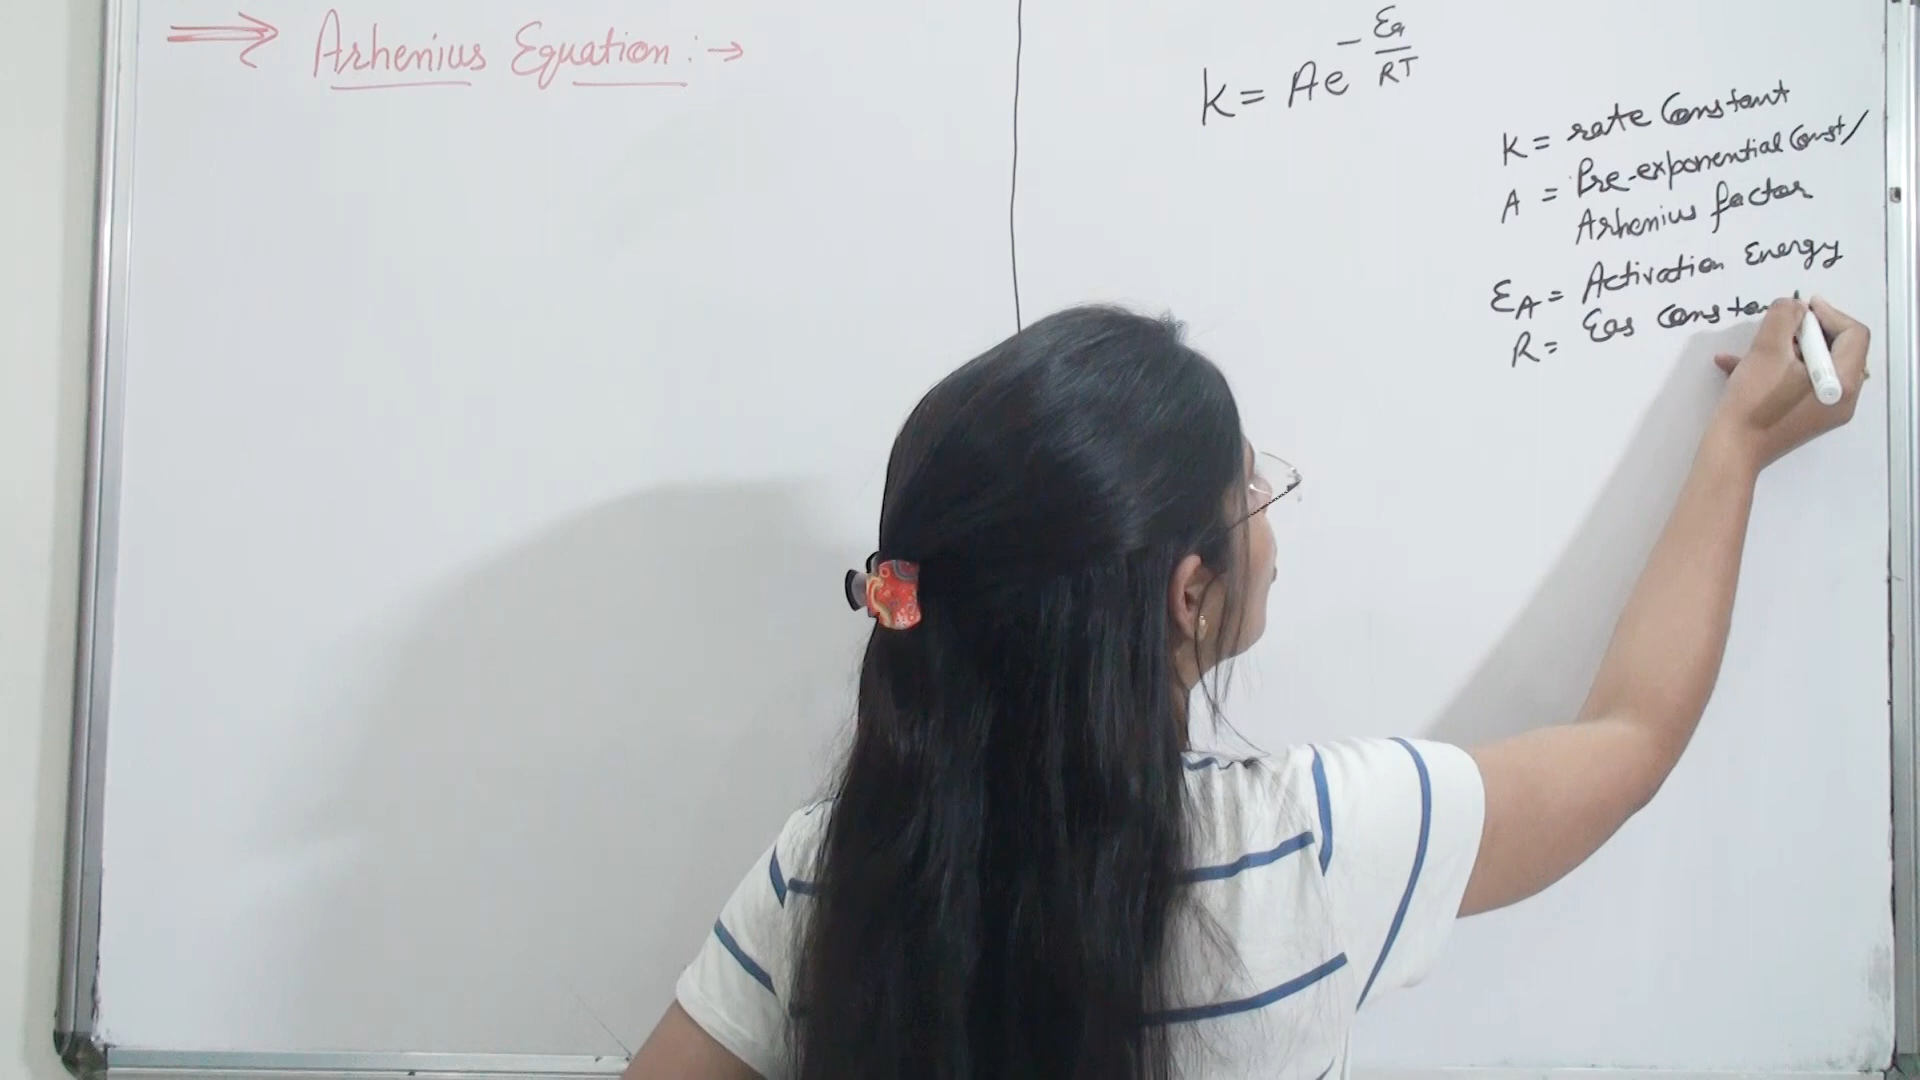 ⇒ Arhenius Equation :→
K = Ae^-Ea/RT
K = rate Constant
A = Pre-exponential Const/
Arhenius factor
EA = Activation Energy
R = Gas Constant